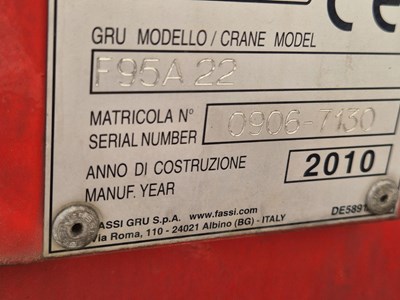 CE
GRU MODELLO/CRANE MODEL
F95A 22
MATRICOLA N°
SERIAL NUMBER
0906-7130
ANNO DI COSTRUZIONE
MANUF. YEAR
2010
FASSI GRU S.p.A. www.fassi.com
Via Roma, 110 - 24021 Albino (BG) - ITALY